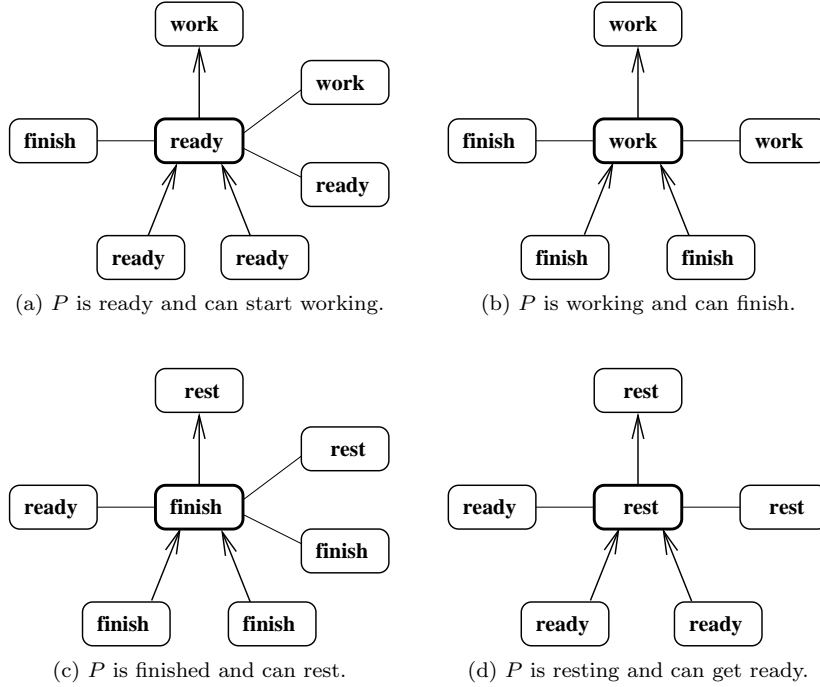 work
work
work
finish
ready
work
ready
finish
work
work
ready
ready
finish
finish
(a) P is ready and can start working.
(b) P is working and can finish.
rest
rest
rest
ready
finish
finish
ready
rest
rest
finish
finish
ready
ready
(c) P is finished and can rest.
(d) P is resting and can get ready.